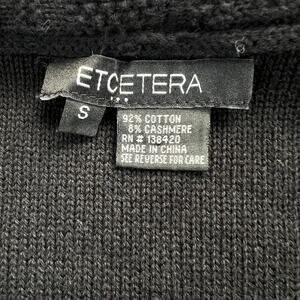 ETCETERA
S
92% COTTON
8% CASHMERE
RN # 138420
MADE IN CHINA
SEE REVERSE FOR CARE